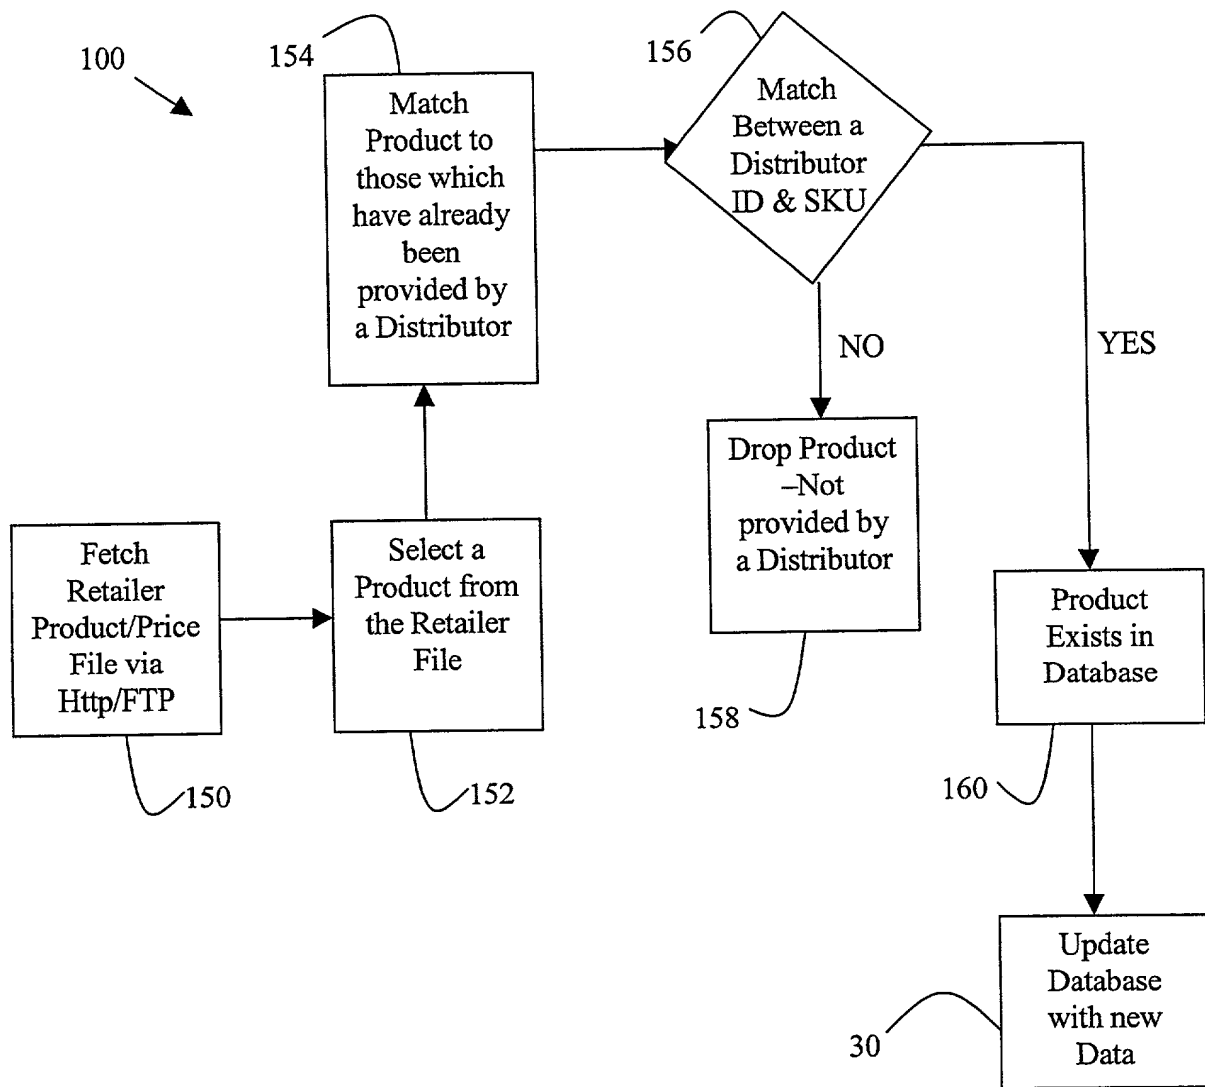 100
154
Match
Product to
those which
have already
been
provided by
a Distributor
156
Match
Between a
Distributor
ID & SKU
NO
YES
Drop Product
–Not
provided by
a Distributor
158
Fetch
Retailer
Product/Price
File via
Http/FTP
150
Select a
Product from
the Retailer
File
152
Product
Exists in
Database
160
Update
Database
with new
Data
30